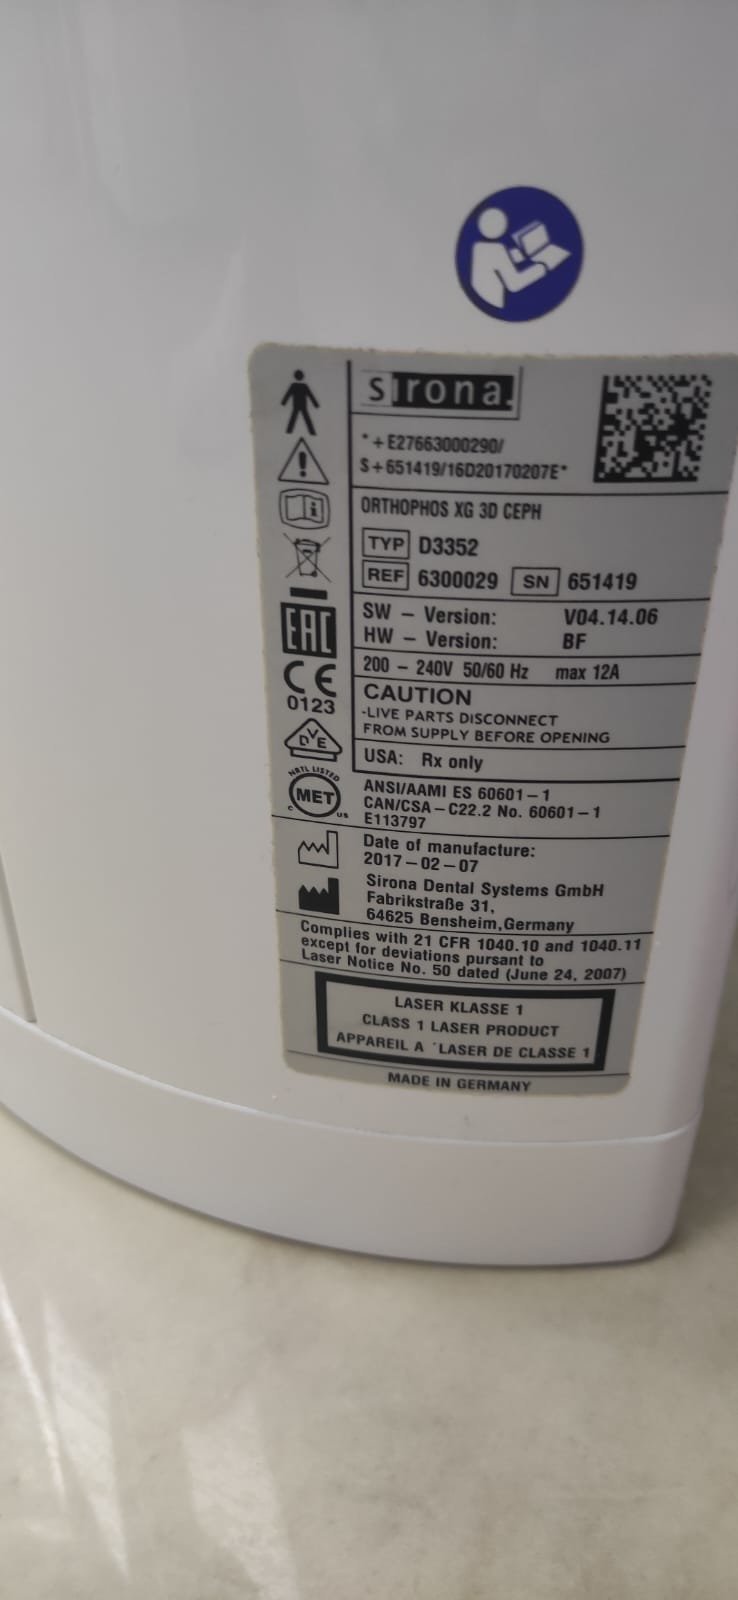 sirona.
*+E27663000290/
S+651419/16D20170207E*
ORTHOPHOS XG 3D CEPH
TYP D3352
REF 6300029 SN 651419
SW – Version: V04.14.06
HW – Version: BF
200 – 240V 50/60 Hz max 12A
CAUTION
-LIVE PARTS DISCONNECT
FROM SUPPLY BEFORE OPENING
USA: Rx only
EAC
CE
0123
DVE
NRTL LISTED
MET
C US
ANSI/AAMI ES 60601–1
CAN/CSA–C22.2 No. 60601–1
E113797
Date of manufacture:
2017–02–07
Sirona Dental Systems GmbH
Fabrikstraße 31,
64625 Bensheim,Germany
Complies with 21 CFR 1040.10 and 1040.11
except for deviations pursuant to
Laser Notice No. 50 dated (June 24, 2007)
LASER KLASSE 1
CLASS 1 LASER PRODUCT
APPAREIL A ´LASER DE CLASSE 1
MADE IN GERMANY